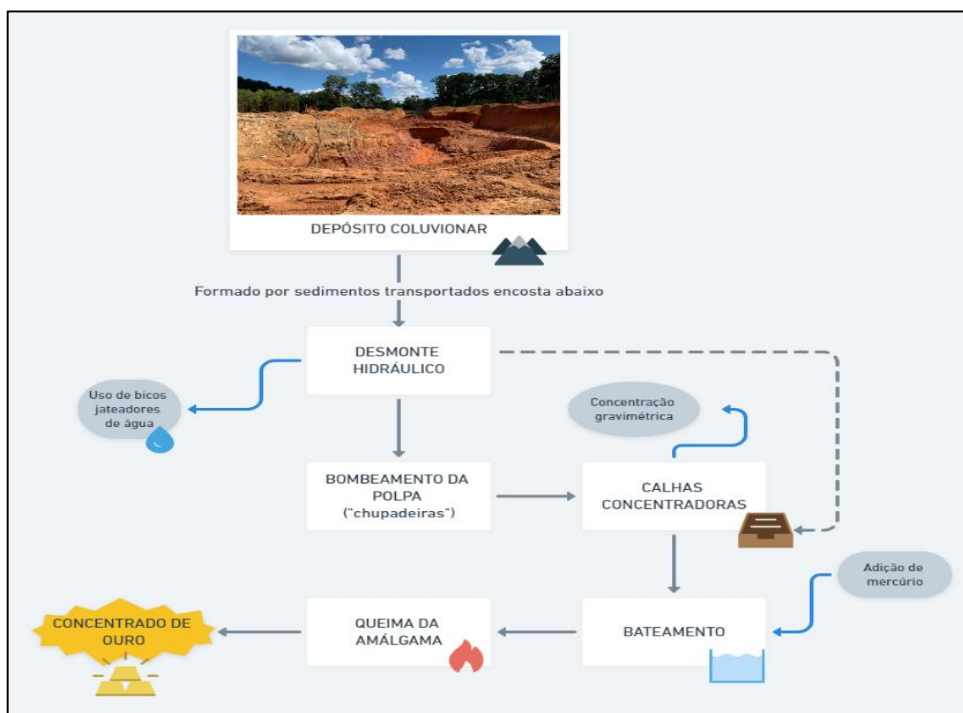 DEPÓSITO COLUVIONAR
Formado por sedimentos transportados encosta abaixo
DESMONTE
HIDRÁULICO
Uso de bicos
jateadores
de água
Concentração
gravimétrica
BOMBEAMENTO DA
POLPA
("chupadeiras")
CALHAS
CONCENTRADORAS
Adição de
mercúrio
BATEAMENTO
QUEIMA DA
AMÁLGAMA
CONCENTRADO DE
OURO